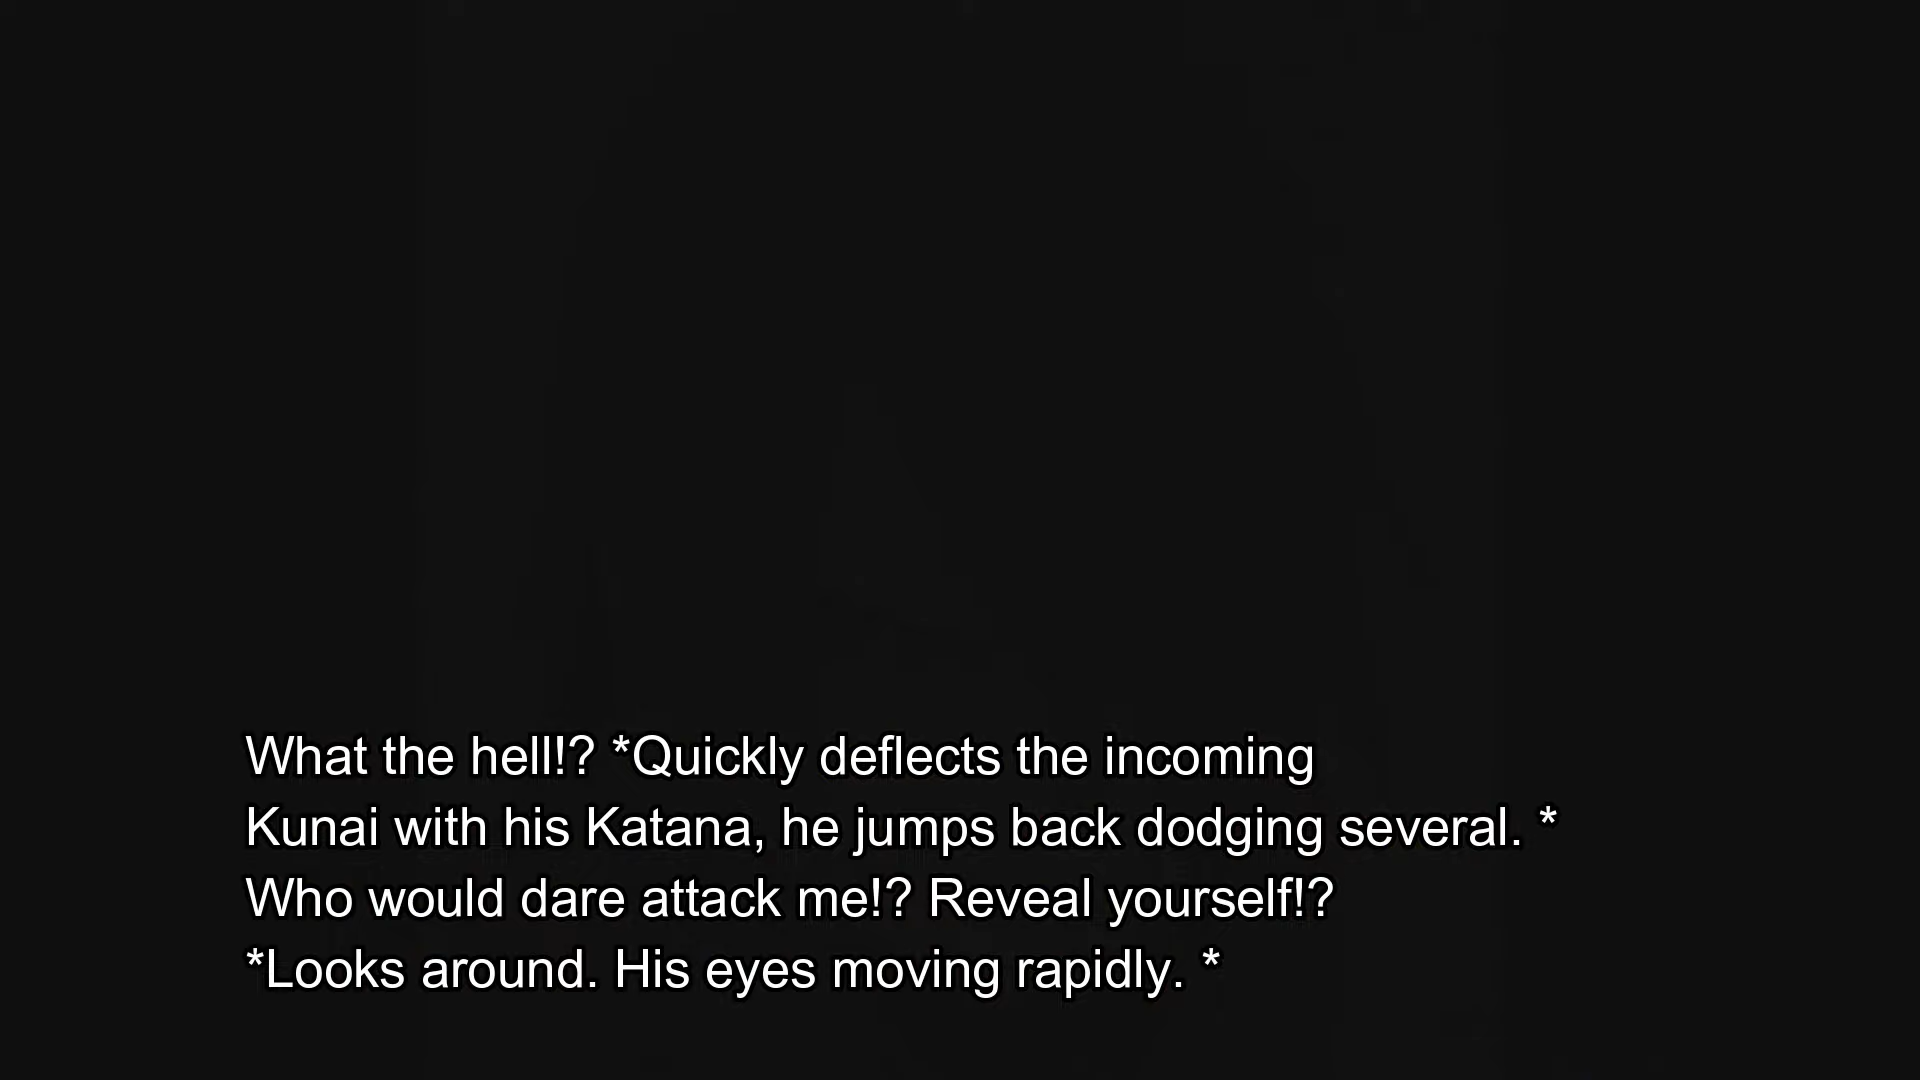 What the hell!? *Quickly deflects the incoming
Kunai with his Katana, he jumps back dodging several. *
Who would dare attack me!? Reveal yourself!?
*Looks around. His eyes moving rapidly. *